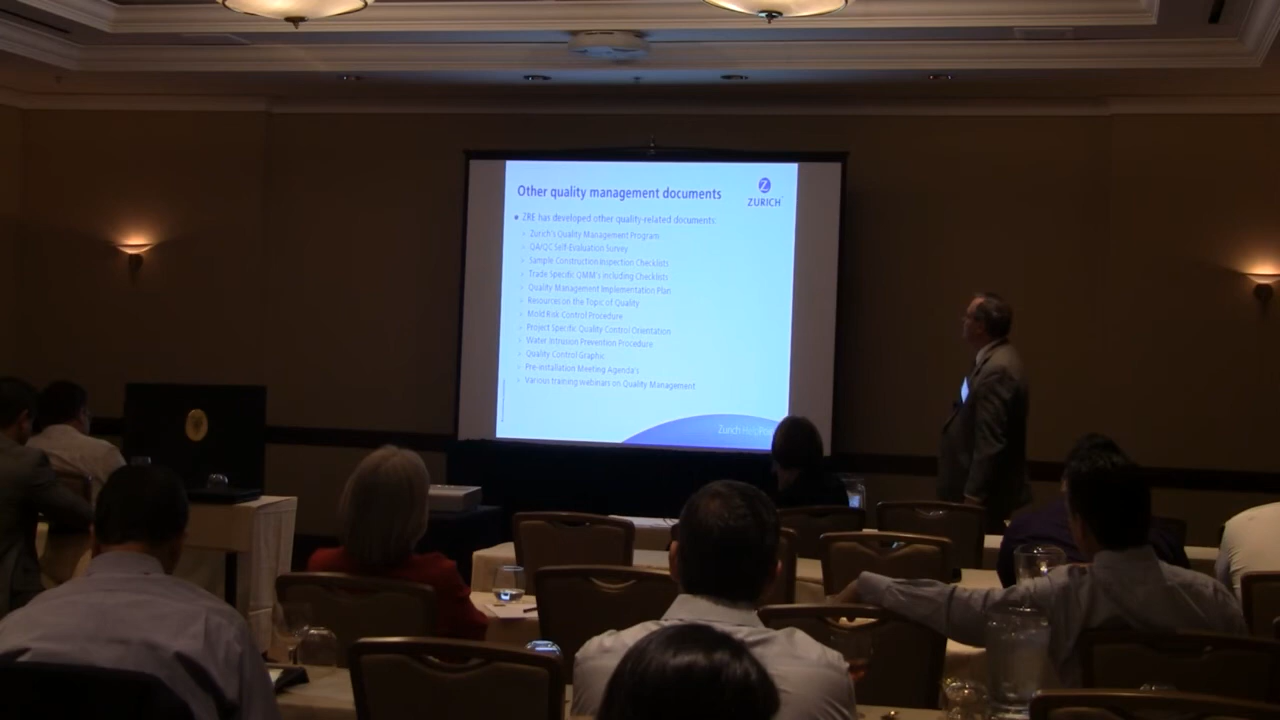 Other quality management documents
ZURICH
ZRE has developed other quality-related documents:
Zurich's Quality Management Program
QA/QC Self-Evaluation Survey
Sample Construction Inspection Checklists
Trade Specific QMM's including Checklists
Quality Management Implementation Plan
Resources on the Topic of Quality
Mold Risk Control Procedure
Project Specific Quality Control Orientation
Water Intrusion Prevention Procedure
Quality Control Graphic
Pre-installation Meeting Agenda's
Various training webinars on Quality Management
Zurich HelpPoint